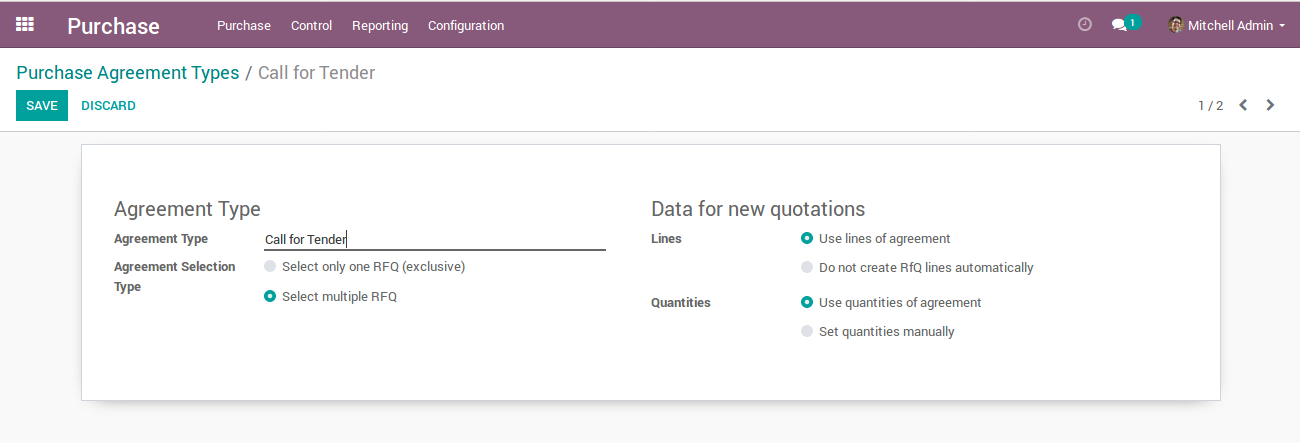 Purchase
Purchase Control Reporting Configuration
1
Mitchell Admin
Purchase Agreement Types / Call for Tender
SAVE DISCARD
1 / 2
Agreement Type
Agreement Type Call for Tender
Agreement Selection Type
Select only one RFQ (exclusive)
Select multiple RFQ
Data for new quotations
Lines
Use lines of agreement
Do not create RfQ lines automatically
Quantities
Use quantities of agreement
Set quantities manually